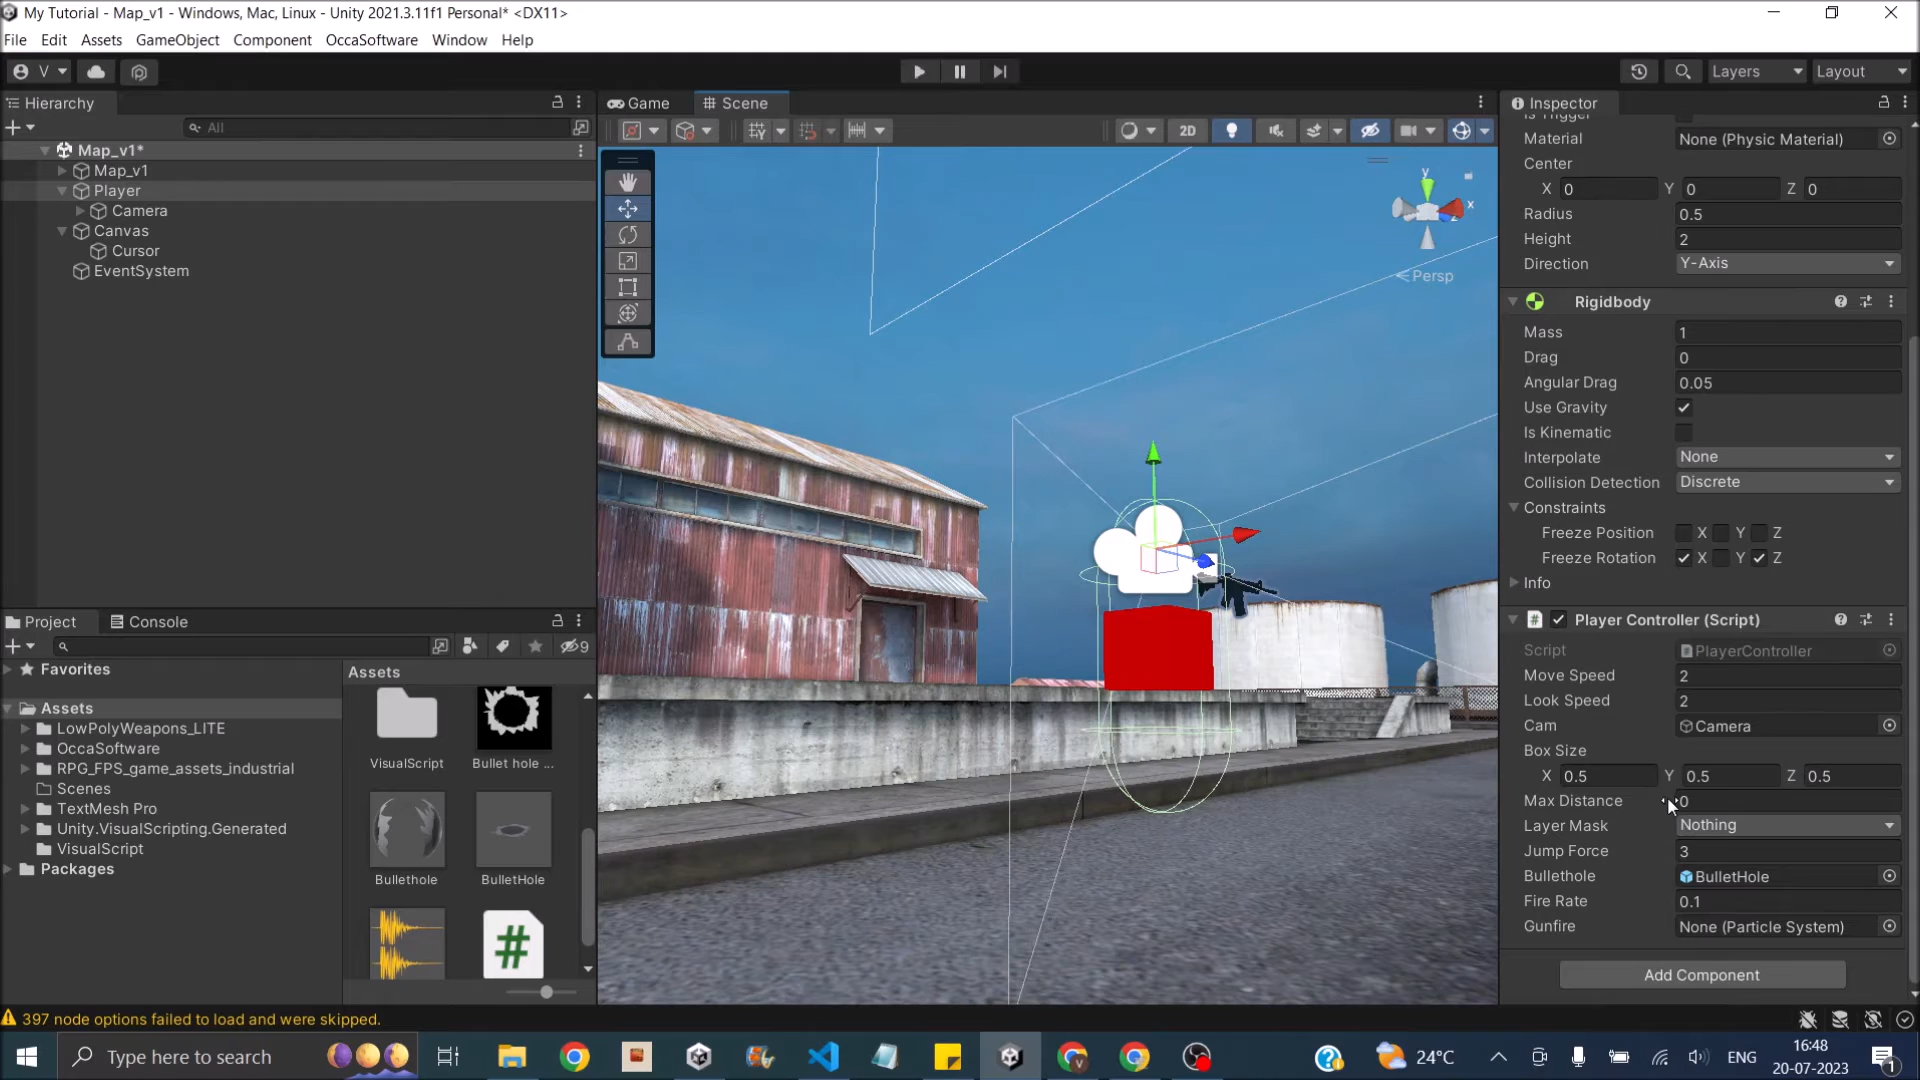 My Tutorial - Map_v1 - Windows, Mac, Linux - Unity 2021.3.11f1 Personal* <DX11>
File Edit Assets GameObject Component OccaSoftware Window Help
V Layers Layout
Hierarchy
All
Map_v1*
Map_v1
Player
Camera
Canvas
Cursor
EventSystem
Game Scene
2D
y
x
Persp
Inspector
Is Trigger
Material None (Physic Material)
Center
X 0 Y 0 Z 0
Radius 0.5
Height 2
Direction Y-Axis
Rigidbody
Mass 1
Drag 0
Angular Drag 0.05
Use Gravity
Is Kinematic
Interpolate None
Collision Detection Discrete
Constraints
Freeze Position X Y Z
Freeze Rotation X Y Z
Info
Player Controller (Script)
Script PlayerController
Move Speed 2
Look Speed 2
Cam Camera
Box Size
X 0.5 Y 0.5 Z 0.5
Max Distance 0
Layer Mask Nothing
Jump Force 3
Bullethole BulletHole
Fire Rate 0.1
Gunfire None (Particle System)
Add Component
Project Console
9
Favorites
Assets
LowPolyWeapons_LITE
OccaSoftware
RPG_FPS_game_assets_industrial
Scenes
TextMesh Pro
Unity.VisualScripting.Generated
VisualScript
Packages
Assets
VisualScript Bullet hole ...
Bullethole BulletHole
#
397 node options failed to load and were skipped.
Type here to search
24°C
ENG
16:48
20-07-2023
1